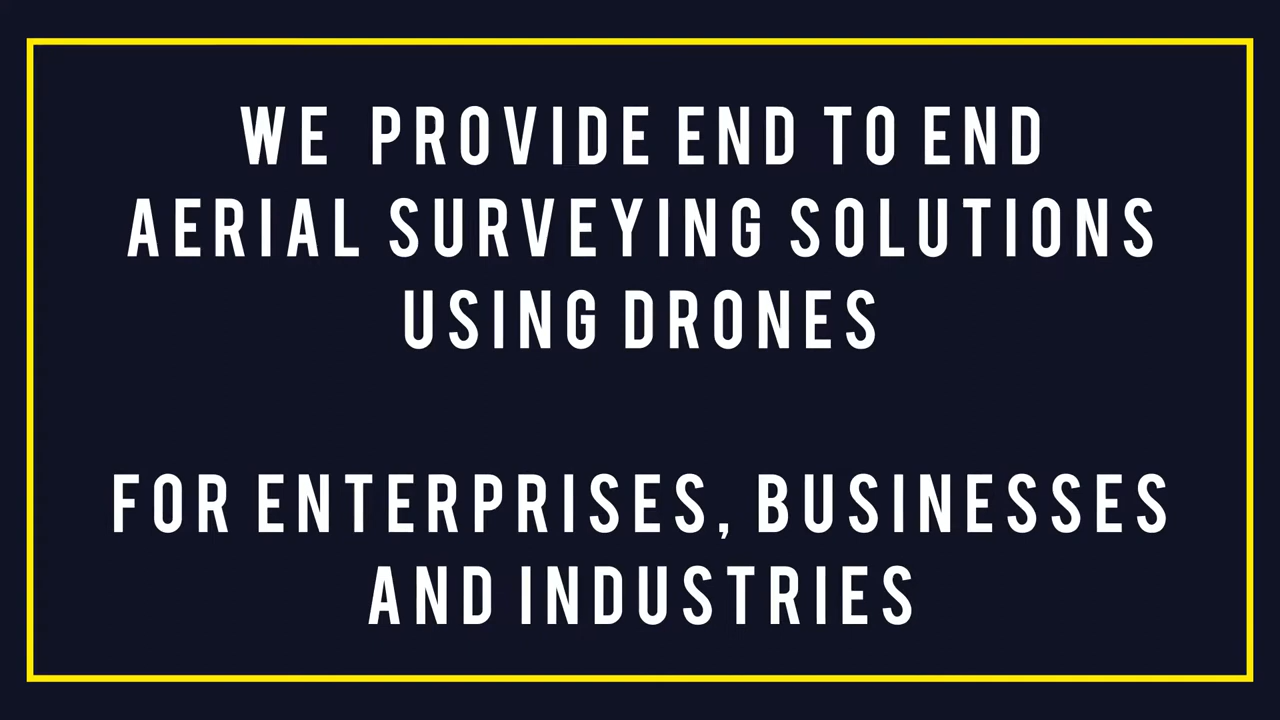 WE PROVIDE END TO END
AERIAL SURVEYING SOLUTIONS
USING DRONES
FOR ENTERPRISES, BUSINESSES
AND INDUSTRIES